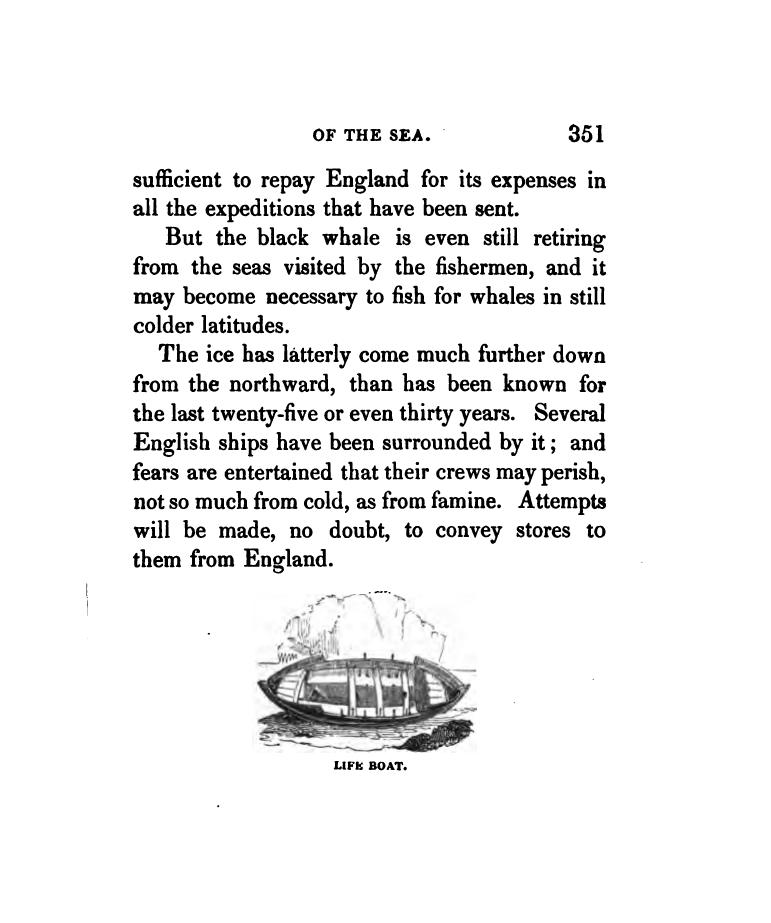 OF THE SEA. 351
sufficient to repay England for its expenses in
all the expeditions that have been sent.
But the black whale is even still retiring
from the seas visited by the fishermen, and it
may become necessary to fish for whales in still
colder latitudes.
The ice has latterly come much further down
from the northward, than has been known for
the last twenty-five or even thirty years. Several
English ships have been surrounded by it; and
fears are entertained that their crews may perish,
not so much from cold, as from famine. Attempts
will be made, no doubt, to convey stores to
them from England.
LIFE BOAT.